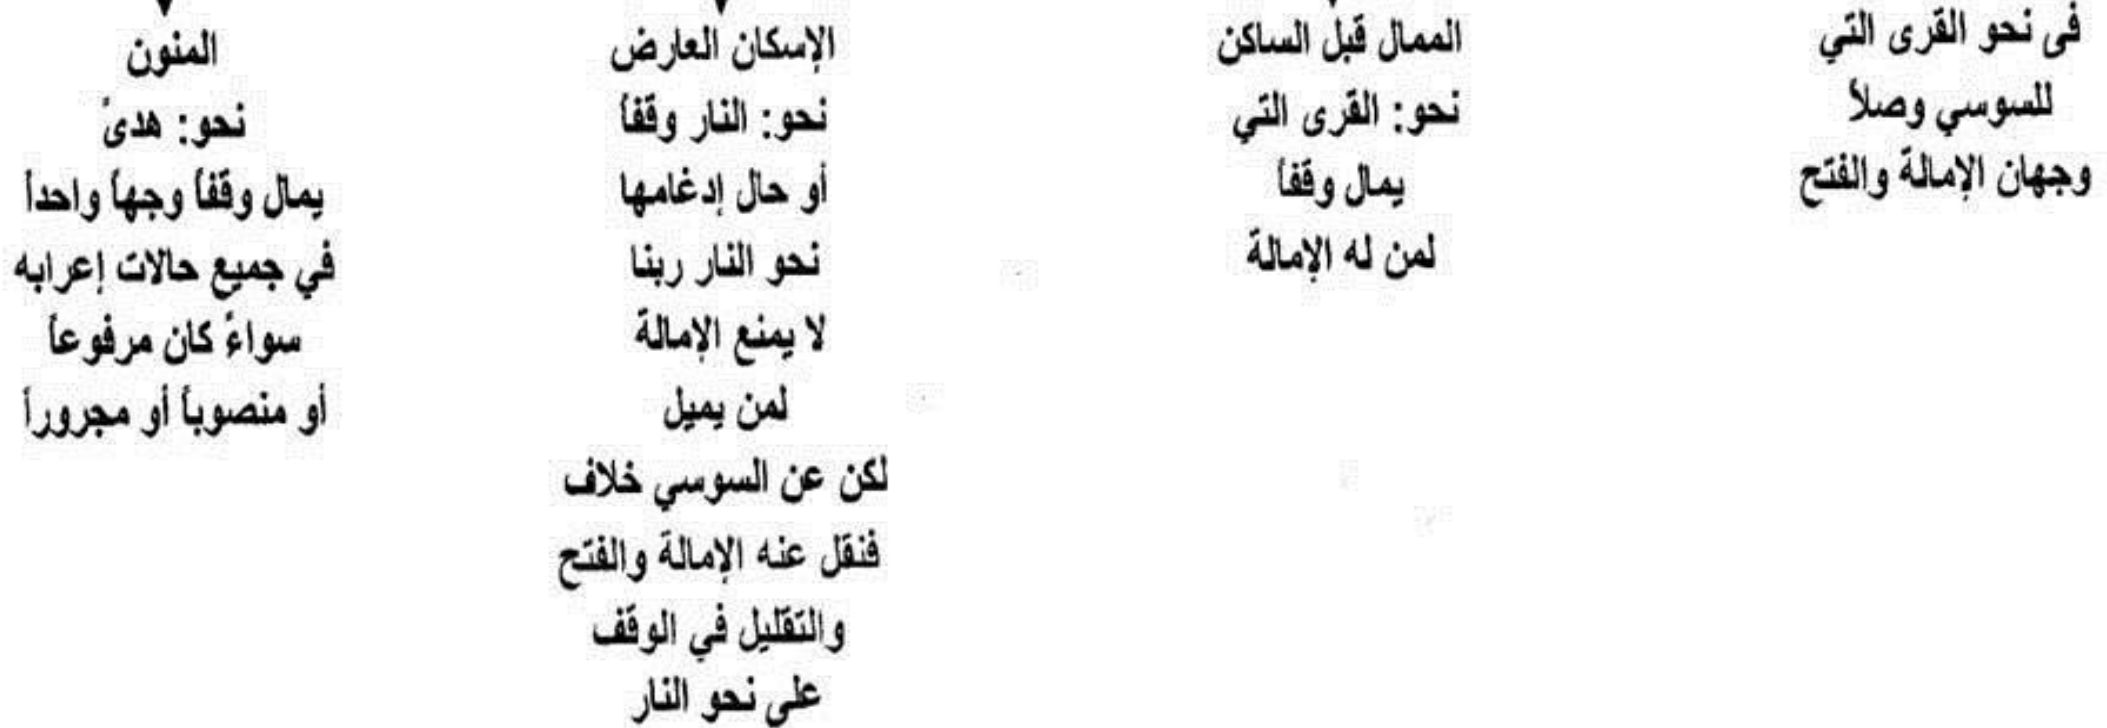 فى نحو القرى التي
للسوسي وصلاً
وجهان الإمالة والفتح
الممال قبل الساكن
نحو: القرى التي
يمال وقفاً
لمن له الإمالة
الإسكان العارض
نحو: النار وقفاً
أو حال إدغامها
نحو النار ربنا
لا يمنع الإمالة
لمن يميل
لكن عن السوسي خلاف
فنقل عنه الإمالة والفتح
والتقليل في الوقف
على نحو النار
المنون
نحو: هدىً
يمال وقفاً وجهاً واحداً
في جميع حالات إعرابه
سواءً كان مرفوعاً
أو منصوباً أو مجروراً